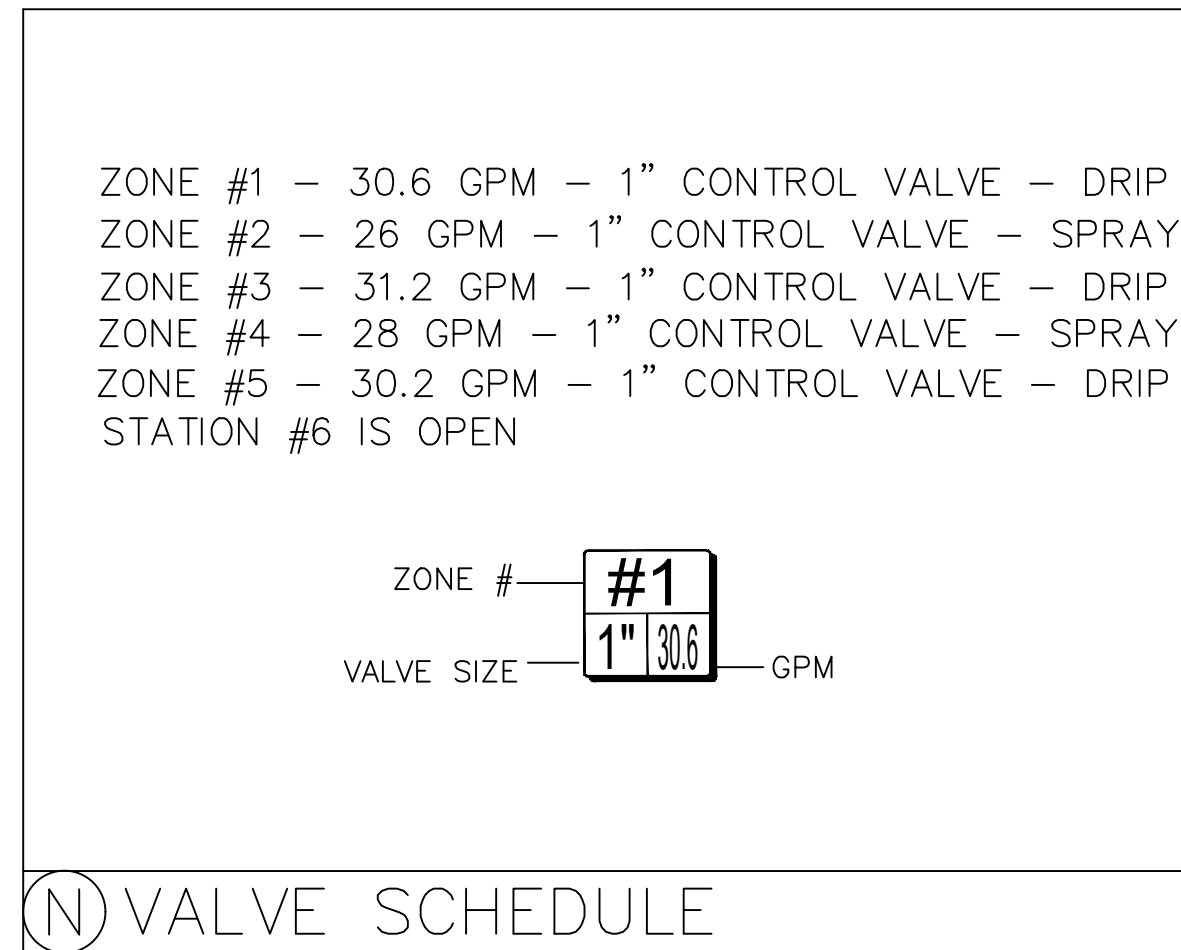 ZONE #1 – 30.6 GPM – 1” CONTROL VALVE – DRIP
ZONE #2 – 26 GPM – 1” CONTROL VALVE – SPRAY
ZONE #3 – 31.2 GPM – 1” CONTROL VALVE – DRIP
ZONE #4 – 28 GPM – 1” CONTROL VALVE – SPRAY
ZONE #5 – 30.2 GPM – 1” CONTROL VALVE – DRIP
STATION #6 IS OPEN
ZONE # #1
VALVE SIZE 1" 30.6 GPM
N VALVE SCHEDULE